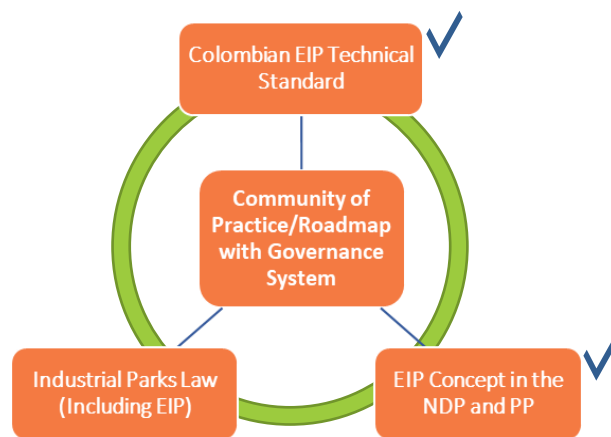 Colombian EIP Technical
Standard
Community of
Practice/Roadmap
with Governance
System
Industrial Parks Law
(Including EIP)
EIP Concept in the
NDP and PP